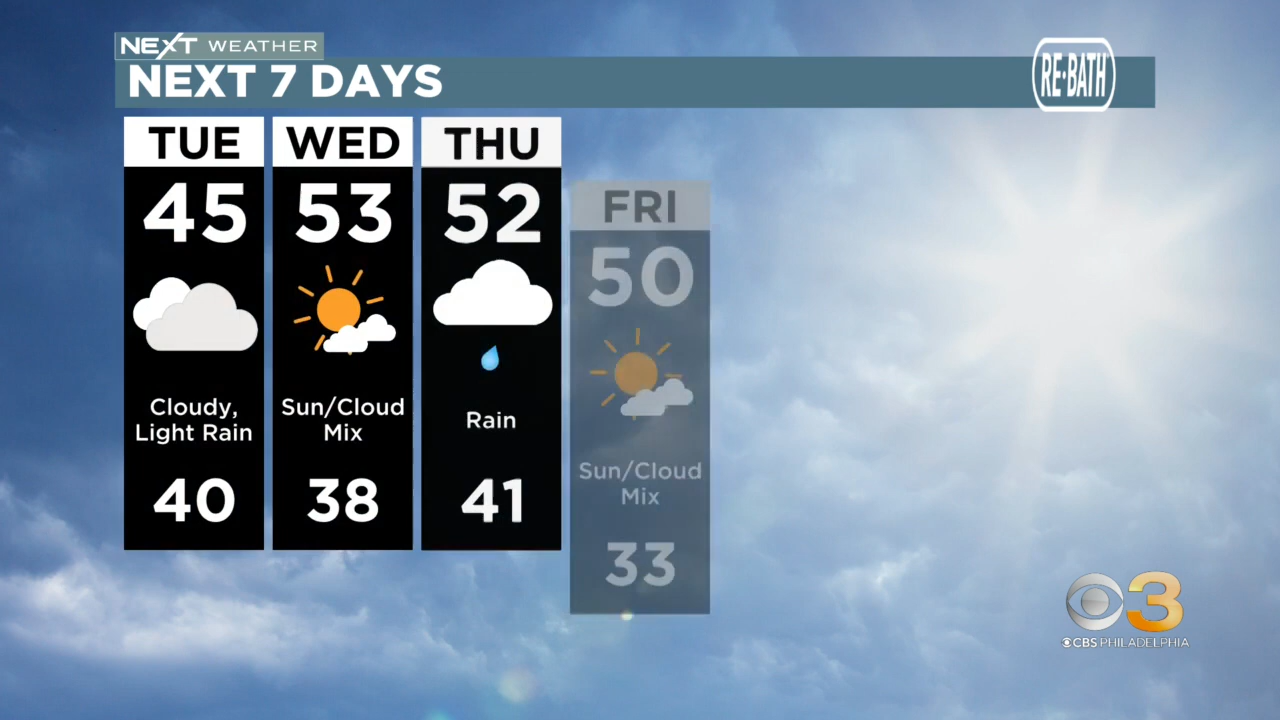 NEXT WEATHER
NEXT 7 DAYS
RE·BATH
TUE
45
Cloudy,
Light Rain
40
WED
53
Sun/Cloud
Mix
38
THU
52
Rain
41
FRI
50
Sun/Cloud
Mix
33
3
CBS PHILADELPHIA